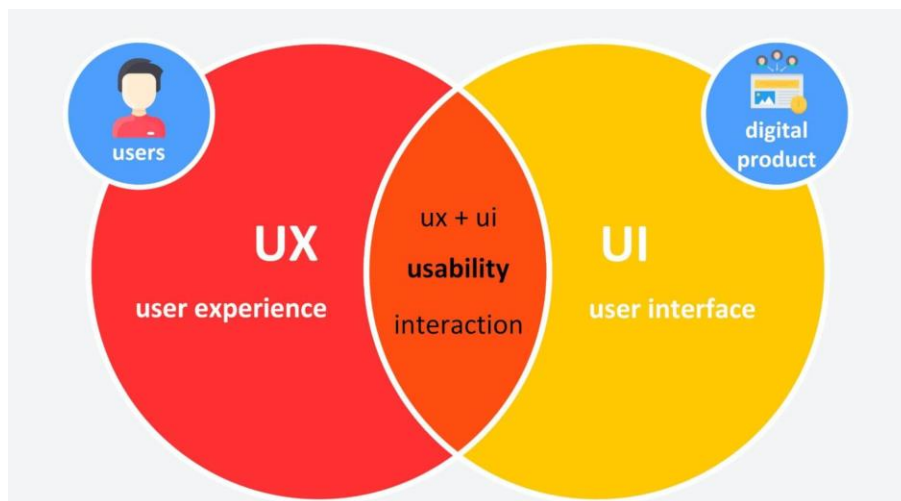 users
digital
product
UX
user experience
ux + ui
usability
interaction
UI
user interface